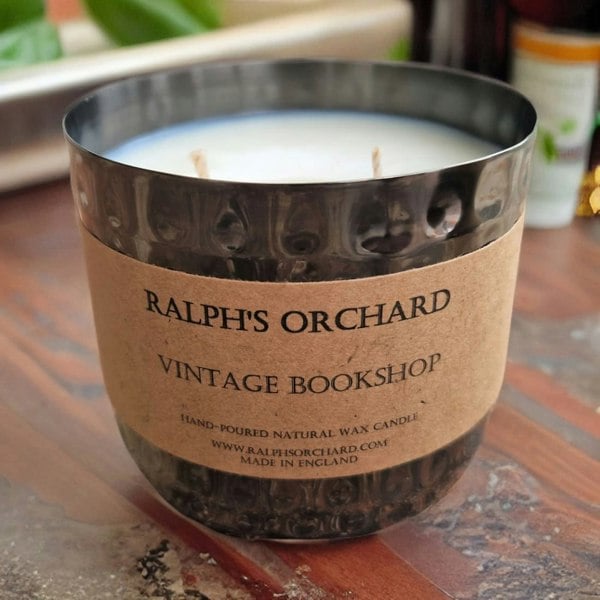 RALPH'S ORCHARD
VINTAGE BOOKSHOP
HAND-POURED NATURAL WAX CANDLE
WWW.RALPHSORCHARD.COM
MADE IN ENGLAND